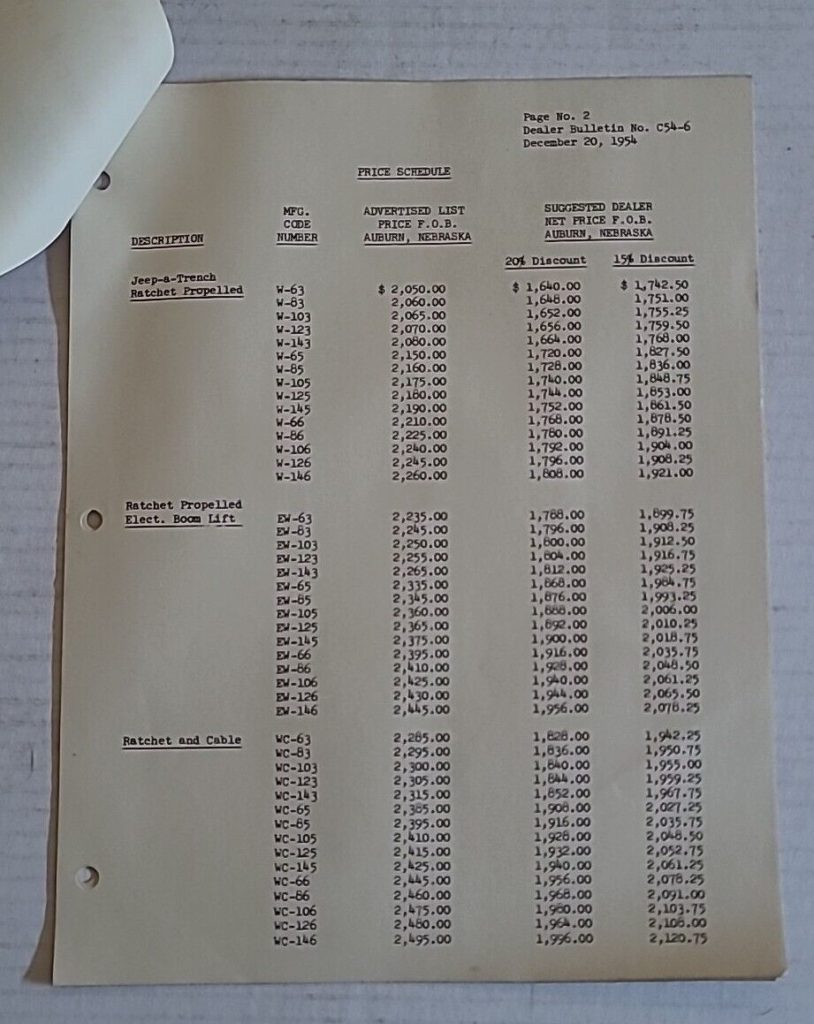 Page No. 2
Dealer Bulletin No. C54-6
December 20, 1954
PRICE SCHEDULE
DESCRIPTION MFG. CODE NUMBER ADVERTISED LIST PRICE F.O.B. AUBURN, NEBRASKA SUGGESTED DEALER NET PRICE F.O.B. AUBURN, NEBRASKA
20% Discount 15% Discount
Jeep-a-Trench
Ratchet Propelled W-63 $ 2,050.00 $ 1,640.00 $ 1,742.50
W-83 2,060.00 1,648.00 1,751.00
W-103 2,065.00 1,652.00 1,755.25
W-123 2,070.00 1,656.00 1,759.50
W-143 2,080.00 1,664.00 1,768.00
W-65 2,150.00 1,720.00 1,827.50
W-85 2,160.00 1,728.00 1,836.00
W-105 2,175.00 1,740.00 1,848.75
W-125 2,180.00 1,744.00 1,853.00
W-145 2,190.00 1,752.00 1,861.50
W-66 2,210.00 1,768.00 1,878.50
W-86 2,225.00 1,780.00 1,891.25
W-106 2,240.00 1,792.00 1,904.00
W-126 2,245.00 1,796.00 1,908.25
W-146 2,260.00 1,808.00 1,921.00
Ratchet Propelled
Elect. Boom Lift EW-63 2,235.00 1,788.00 1,899.75
EW-83 2,245.00 1,796.00 1,908.25
EW-103 2,250.00 1,800.00 1,912.50
EW-123 2,255.00 1,804.00 1,916.75
EW-143 2,265.00 1,812.00 1,925.25
EW-65 2,335.00 1,868.00 1,984.75
EW-85 2,345.00 1,876.00 1,993.25
EW-105 2,360.00 1,888.00 2,006.00
EW-125 2,365.00 1,892.00 2,010.25
EW-145 2,375.00 1,900.00 2,018.75
EW-66 2,395.00 1,916.00 2,035.75
EW-86 2,410.00 1,928.00 2,048.50
EW-106 2,425.00 1,940.00 2,061.25
EW-126 2,430.00 1,944.00 2,065.50
EW-146 2,445.00 1,956.00 2,078.25
Ratchet and Cable WC-63 2,285.00 1,828.00 1,942.25
WC-83 2,295.00 1,836.00 1,950.75
WC-103 2,300.00 1,840.00 1,955.00
WC-123 2,305.00 1,844.00 1,959.25
WC-143 2,315.00 1,852.00 1,967.75
WC-65 2,385.00 1,908.00 2,027.25
WC-85 2,395.00 1,916.00 2,035.75
WC-105 2,410.00 1,928.00 2,048.50
WC-125 2,415.00 1,932.00 2,052.75
WC-145 2,425.00 1,940.00 2,061.25
WC-66 2,445.00 1,956.00 2,078.25
WC-86 2,460.00 1,968.00 2,091.00
WC-106 2,475.00 1,980.00 2,103.75
WC-126 2,480.00 1,964.00 2,108.00
WC-146 2,495.00 1,996.00 2,120.75